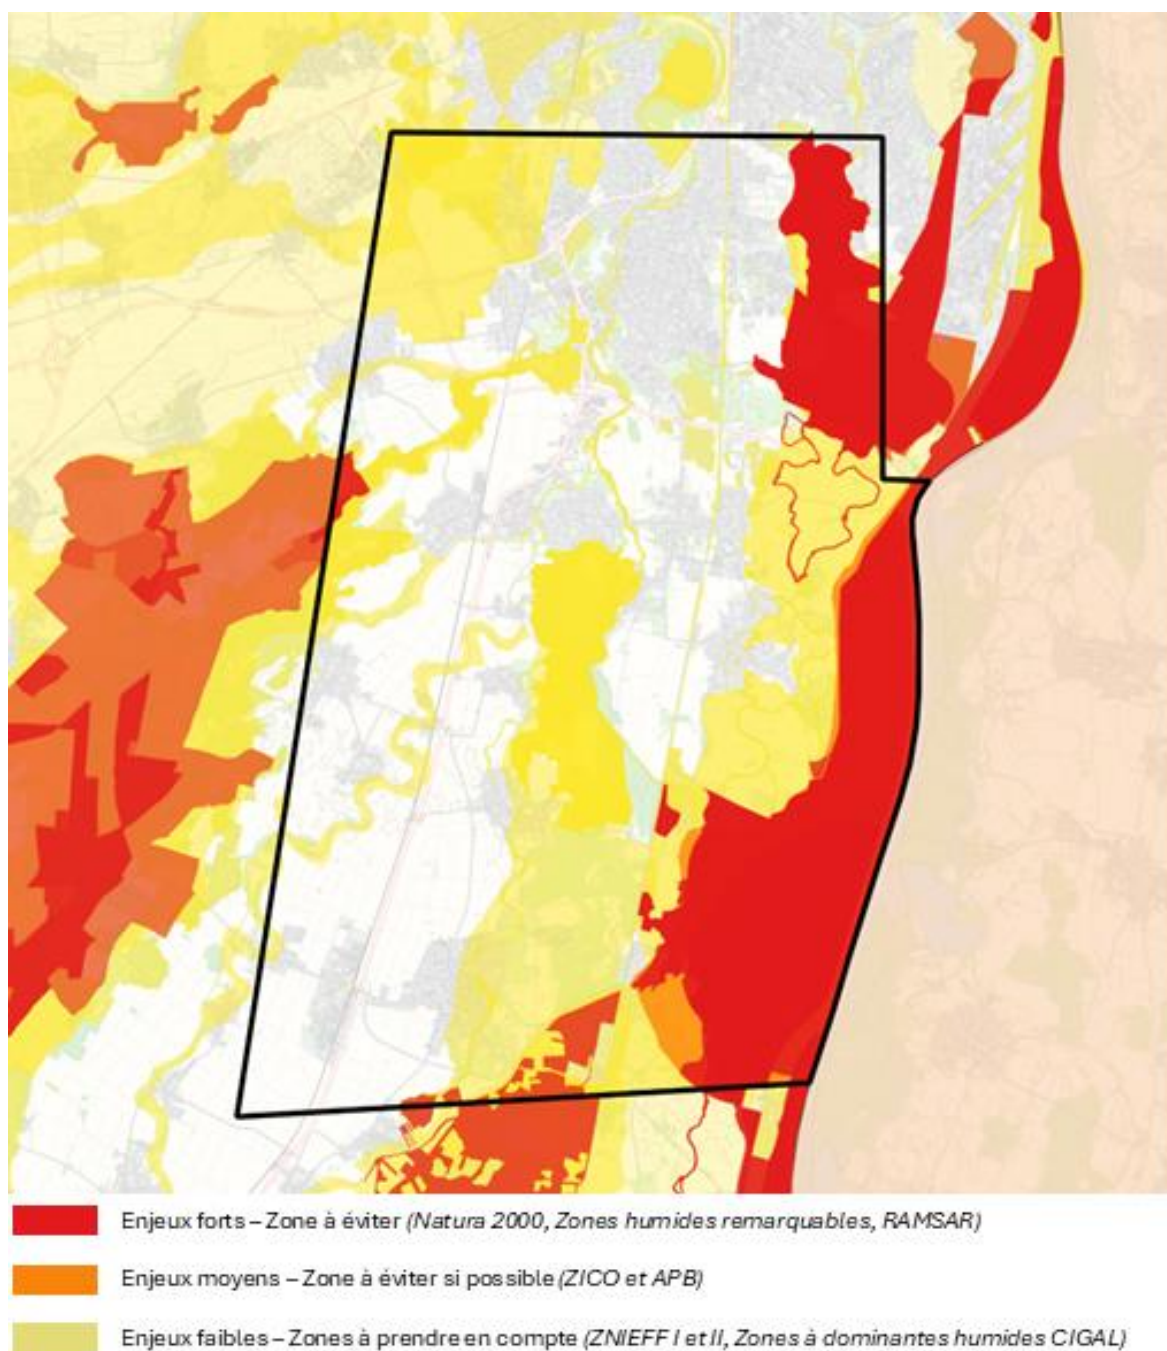 Enjeux forts – Zone à éviter (Natura 2000, Zones humides remarquables, RAMSAR)
Enjeux moyens – Zone à éviter si possible (ZICO et APB)
Enjeux faibles – Zones à prendre en compte (ZNIEFF I et II, Zones à dominantes humides CIGAL)